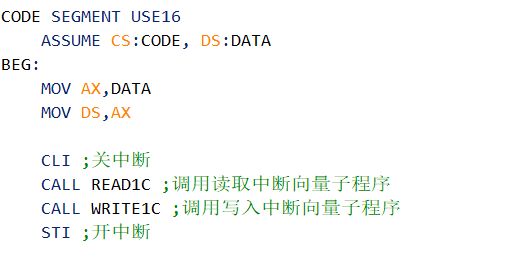 CODE SEGMENT USE16
ASSUME CS:CODE, DS:DATA
BEG:
MOV AX,DATA
MOV DS,AX
CLI ;关中断
CALL READ1C ;调用读取中断向量子程序
CALL WRITE1C ;调用写入中断向量子程序
STI ;开中断